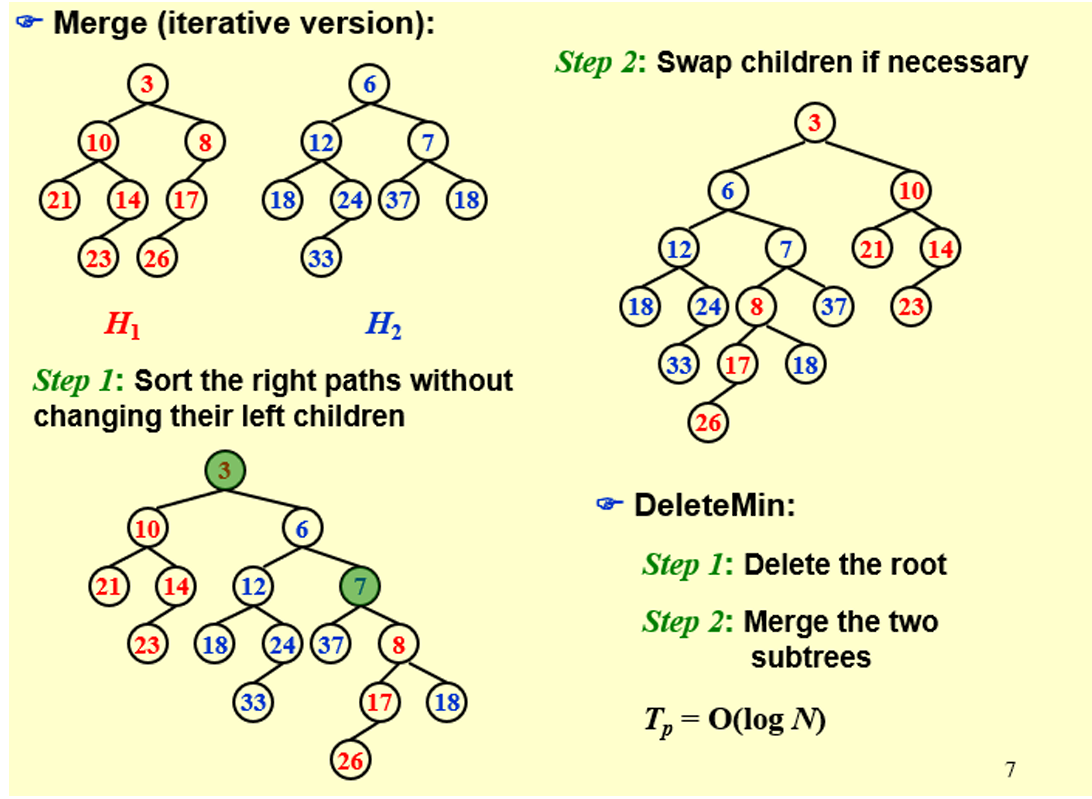 ☞ Merge (iterative version):
3
10 8
21 14 17
23 26
H1
6
12 7
18 24 37 18
33
H2
Step 1: Sort the right paths without
changing their left children
3
10 6
21 14 12 7
23 18 24 37 8
33 17 18
26
Step 2: Swap children if necessary
3
6 10
12 7 21 14
18 24 8 37 23
33 17 18
26
☞ DeleteMin:
Step 1: Delete the root
Step 2: Merge the two
subtrees
Tp = O(log N)
7